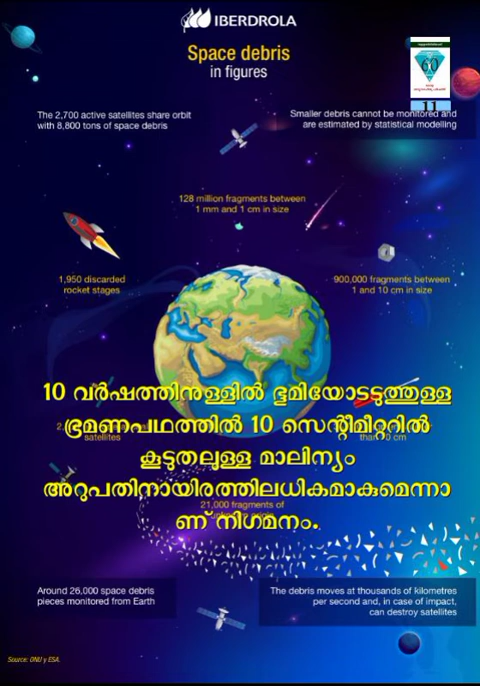 IBERDROLA
Space debris
in figures
60
11
The 2,700 active satellites share orbit
with 8,800 tons of space debris
Smaller debris cannot be monitored and
are estimated by statistical modelling
128 million fragments between
1 mm and 1 cm in size
1,950 discarded
rocket stages
900,000 fragments between
1 and 10 cm in size
10 വർഷത്തിനുള്ളിൽ ഭൂമിയോടടുത്തുള്ള
ഭ്രമണപഥത്തിൽ 10 സെന്റീമീറ്ററിൽ
satellites
കൂടുതലുള്ള മാലിന്യം
അറുപതിനായിരത്തിലധികമാകുമെന്നാ
21,000 fragments of
ണ് നിഗമനം.
Around 26,000 space debris
pieces monitored from Earth
The debris moves at thousands of kilometres
per second and, in case of impact,
can destroy satellites
Source: ONU y ESA.